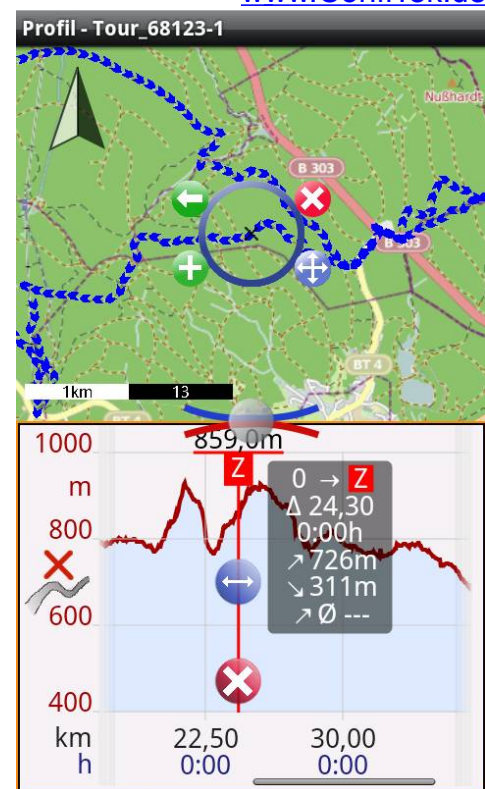 Profil - Tour_68123-1
Nußhardt
B 303
B 303
BT 4
1km 13
1000
m
800
600
400
859,0m
Z
0 → Z
Δ 24,30
0:00h
↗ 726m
↘ 311m
↗ Ø ---
km 22,50 30,00
h 0:00 0:00